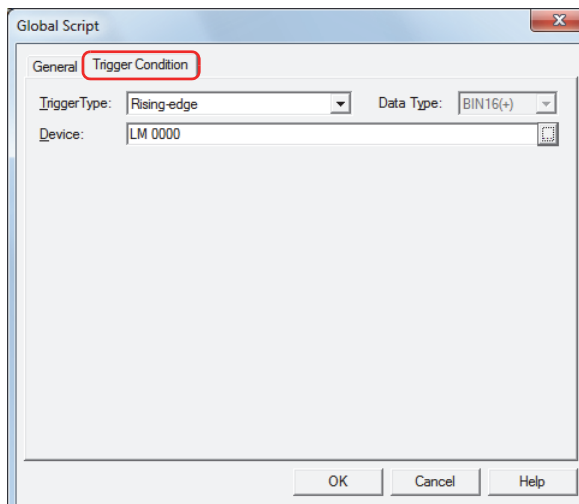 Global Script
General Trigger Condition
TriggerType: Rising-edge Data Type: BIN16(+)
Device: LM 0000
OK Cancel Help